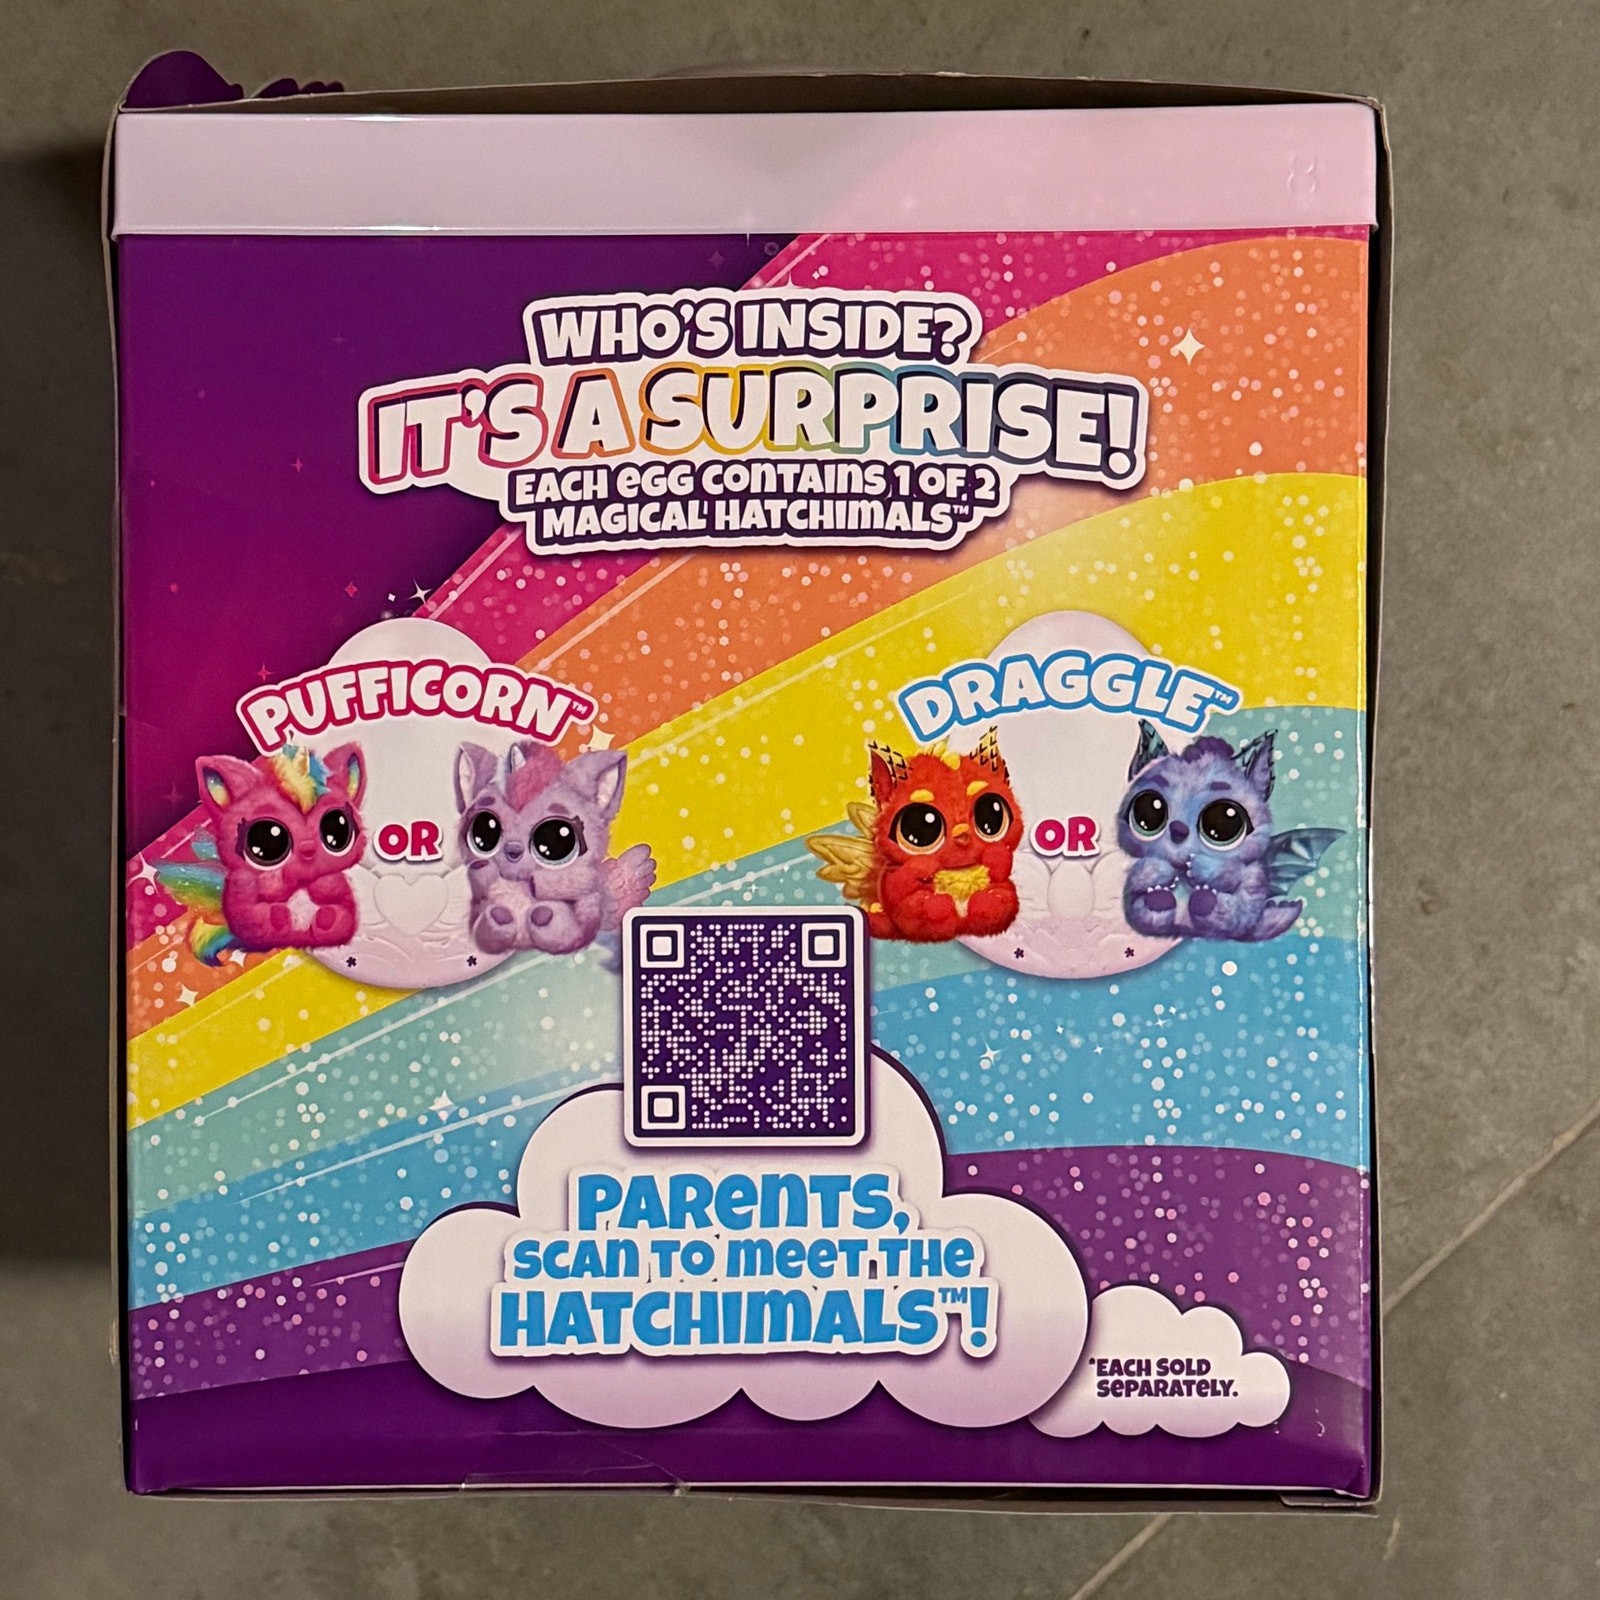 WHO'S INSIDE?
IT'S A SURPRISE!
EACH EGG CONTAINS 1 OF 2
MAGICAL HATCHIMALS™
PUFFICORN™
OR
DRAGGLE™
OR
PARENTS,
SCAN TO MEET THE
HATCHIMALS™!
*EACH SOLD
SEPARATELY.